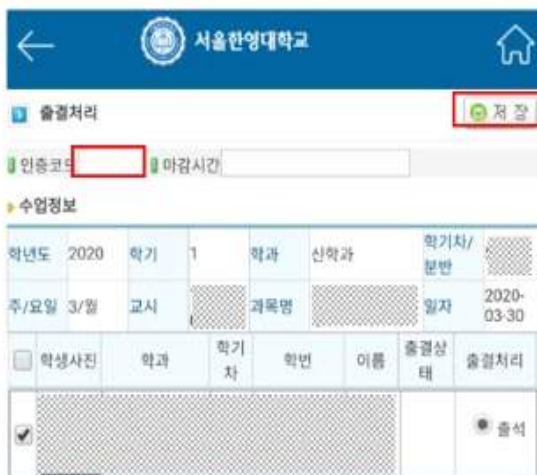 서울한영대학교
출결처리 저 장
인증코드 마감시간
수업정보
학년도 2020 학기 1 학과 신학과 학기차/분반
주/요일 3/월 교시 과목명 일자 2020-03-30
학생사진 학과 학기차 학번 이름 출결상태 출결처리
출석